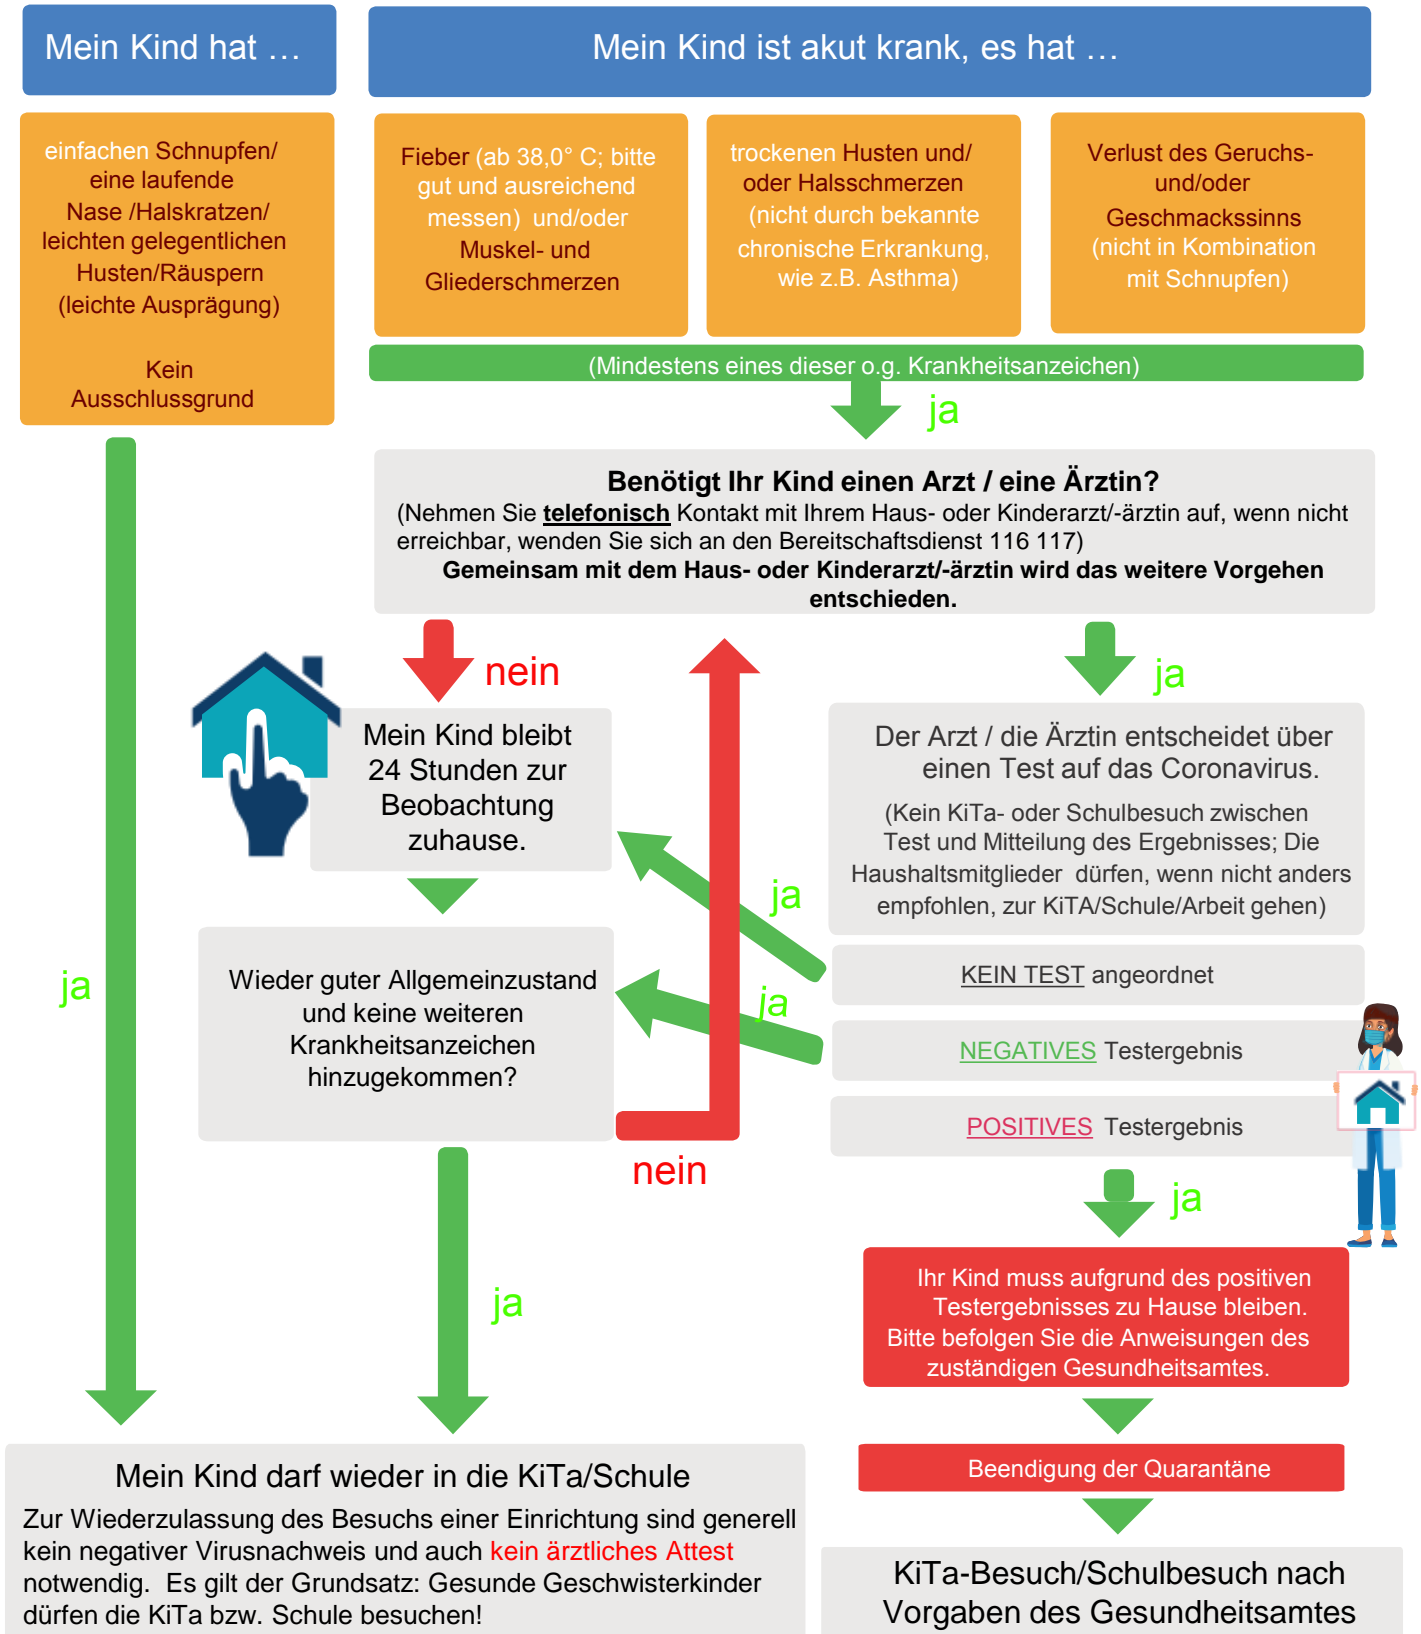 Mein Kind hat …
Mein Kind ist akut krank, es hat …
einfachen Schnupfen/
eine laufende
Nase /Halskratzen/
leichten gelegentlichen
Husten/Räuspern
(leichte Ausprägung)
Kein
Ausschlussgrund
Fieber (ab 38,0° C; bitte
gut und ausreichend
messen) und/oder
Muskel- und
Gliederschmerzen
trockenen Husten und/
oder Halsschmerzen
(nicht durch bekannte
chronische Erkrankung,
wie z.B. Asthma)
Verlust des Geruchs-
und/oder
Geschmackssinns
(nicht in Kombination
mit Schnupfen)
(Mindestens eines dieser o.g. Krankheitsanzeichen)
ja
Benötigt Ihr Kind einen Arzt / eine Ärztin?
(Nehmen Sie telefonisch Kontakt mit Ihrem Haus- oder Kinderarzt/-ärztin auf, wenn nicht
erreichbar, wenden Sie sich an den Bereitschaftsdienst 116 117)
Gemeinsam mit dem Haus- oder Kinderarzt/-ärztin wird das weitere Vorgehen
entschieden.
nein
ja
Mein Kind bleibt
24 Stunden zur
Beobachtung
zuhause.
Der Arzt / die Ärztin entscheidet über
einen Test auf das Coronavirus.
(Kein KiTa- oder Schulbesuch zwischen
Test und Mitteilung des Ergebnisses; Die
Haushaltsmitglieder dürfen, wenn nicht anders
empfohlen, zur KiTA/Schule/Arbeit gehen)
ja
KEIN TEST angeordnet
ja
ja
Wieder guter Allgemeinzustand
und keine weiteren
Krankheitsanzeichen
hinzugekommen?
NEGATIVES Testergebnis
POSITIVES Testergebnis
nein
ja
Ihr Kind muss aufgrund des positiven
Testergebnisses zu Hause bleiben.
Bitte befolgen Sie die Anweisungen des
zuständigen Gesundheitsamtes.
ja
Beendigung der Quarantäne
Mein Kind darf wieder in die KiTa/Schule
Zur Wiederzulassung des Besuchs einer Einrichtung sind generell
kein negativer Virusnachweis und auch kein ärztliches Attest
notwendig. Es gilt der Grundsatz: Gesunde Geschwisterkinder
dürfen die KiTa bzw. Schule besuchen!
KiTa-Besuch/Schulbesuch nach
Vorgaben des Gesundheitsamtes